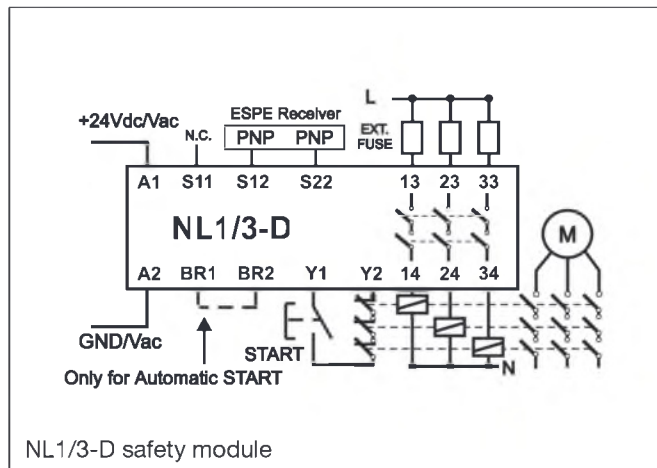 L
+24Vdc/Vac
N.C.
ESPE Receiver
PNP PNP
EXT.
FUSE
A1 S11 S12 S22 13 23 33
NL1/3-D
M
A2 BR1 BR2 Y1 Y2 14 24 34
GND/Vac
START
N
Only for Automatic START
NL1/3-D safety module